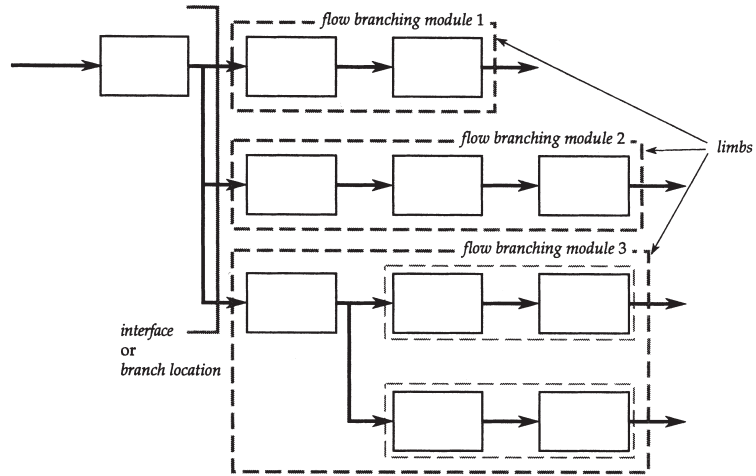 flow branching module 1
flow branching module 2
limbs
flow branching module 3
interface
or
branch location